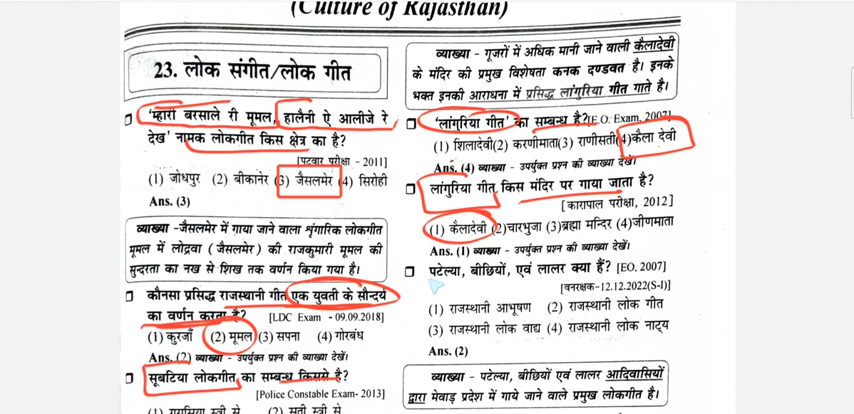 (Culture of Rajasthan)
23. लोक संगीत/लोक गीत
'म्हारी बरसाले री मूमल, हालैनी ऐ आलीजे रे
देख' नामक लोकगीत किस क्षेत्र का है?
[पटवार परीक्षा - 2011]
(1) जोधपुर (2) बीकानेर (3) जैसलमेर (4) सिरोही
Ans. (3)
व्याख्या -जैसलमेर में गाया जाने वाला शृंगारिक लोकगीत
मूमल में लोद्रवा (जैसलमेर) की राजकुमारी मूमल की
सुन्दरता का नख से शिख तक वर्णन किया गया है।
कौनसा प्रसिद्ध राजस्थानी गीत एक युवती के सौन्दर्य
का वर्णन करता है?
[LDC Exam - 09.09.2018]
(1) कुरजाँ (2) मूमल (3) सपना (4) गोरबंध
Ans. (2) व्याख्या - उपर्युक्त प्रश्न की व्याख्या देखें।
सूबटिया लोकगीत का सम्बन्ध किससे है?
[Police Constable Exam- 2013]
(1) गरासिया स्त्री से (2) सती स्त्री से
व्याख्या - गूजरों में अधिक मानी जाने वाली कैलादेवी
के मंदिर की प्रमुख विशेषता कनक दण्डवत है। इनके
भक्त इनकी आराधना में प्रसिद्ध लांगुरिया गीत गाते है।
'लांगुरिया गीत' का सम्बन्ध है?[E.O. Exam, 2007]
(1) शिलादेवी(2) करणीमाता(3) राणीसती(4)कैला देवी
Ans. (4) व्याख्या - उपर्युक्त प्रश्न की व्याख्या देखें।
लांगुरिया गीत किस मंदिर पर गाया जाता है?
[कारापाल परीक्षा, 2012]
(1) कैलादेवी (2)चारभुजा (3)ब्रह्मा मन्दिर (4)जीणमाता
Ans. (1) व्याख्या - उपर्युक्त प्रश्न की व्याख्या देखें।
पटेल्या, बीछियों, एवं लालर क्या हैं? [EO. 2007]
[वनरक्षक-12.12.2022(S-I)]
(1) राजस्थानी आभूषण (2) राजस्थानी लोक गीत
(3) राजस्थानी लोक वाद्य (4) राजस्थानी लोक नाट्य
Ans. (2)
व्याख्या - पटेल्या, बीछियों एवं लालर आदिवासियों
द्वारा मेवाड़ प्रदेश में गाये जाने वाले प्रमुख लोकगीत है।